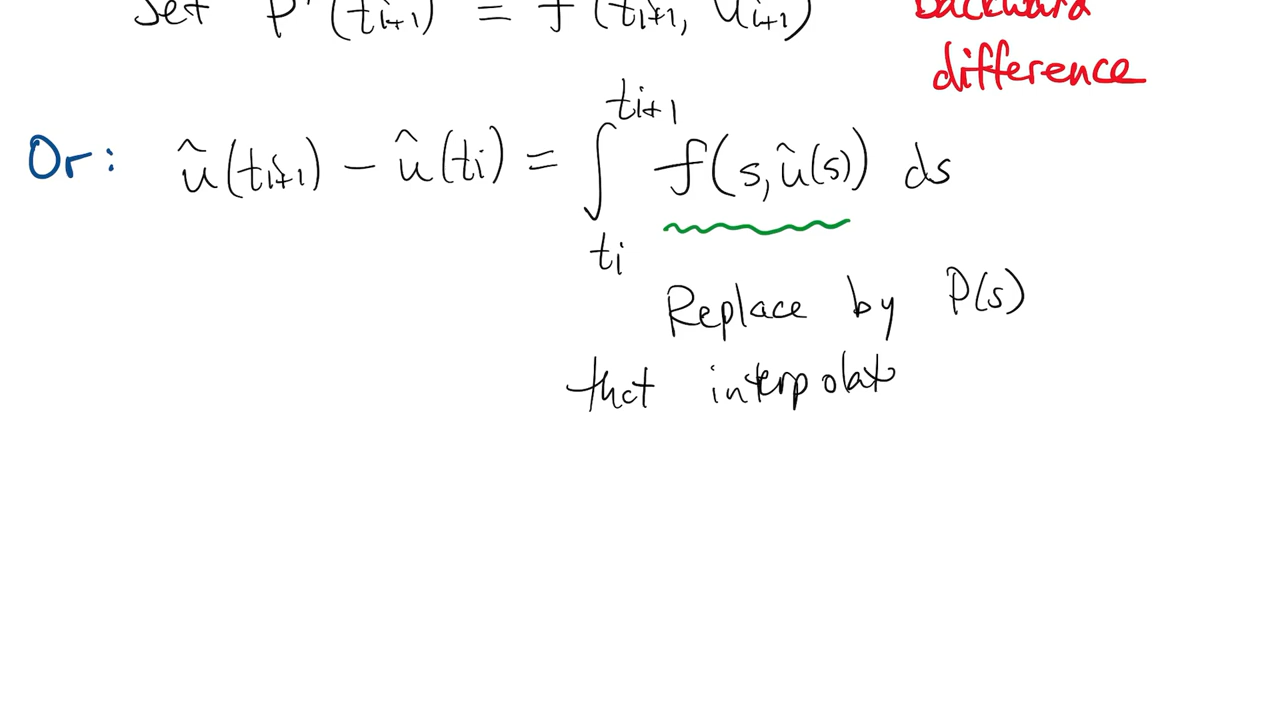 Set p'(ti+1) = f(ti+1, ui+1) backward
difference
Or: û(ti+1) − û(ti) = ∫ti^ti+1 f(s,û(s)) ds
Replace by p(s)
that interpolate